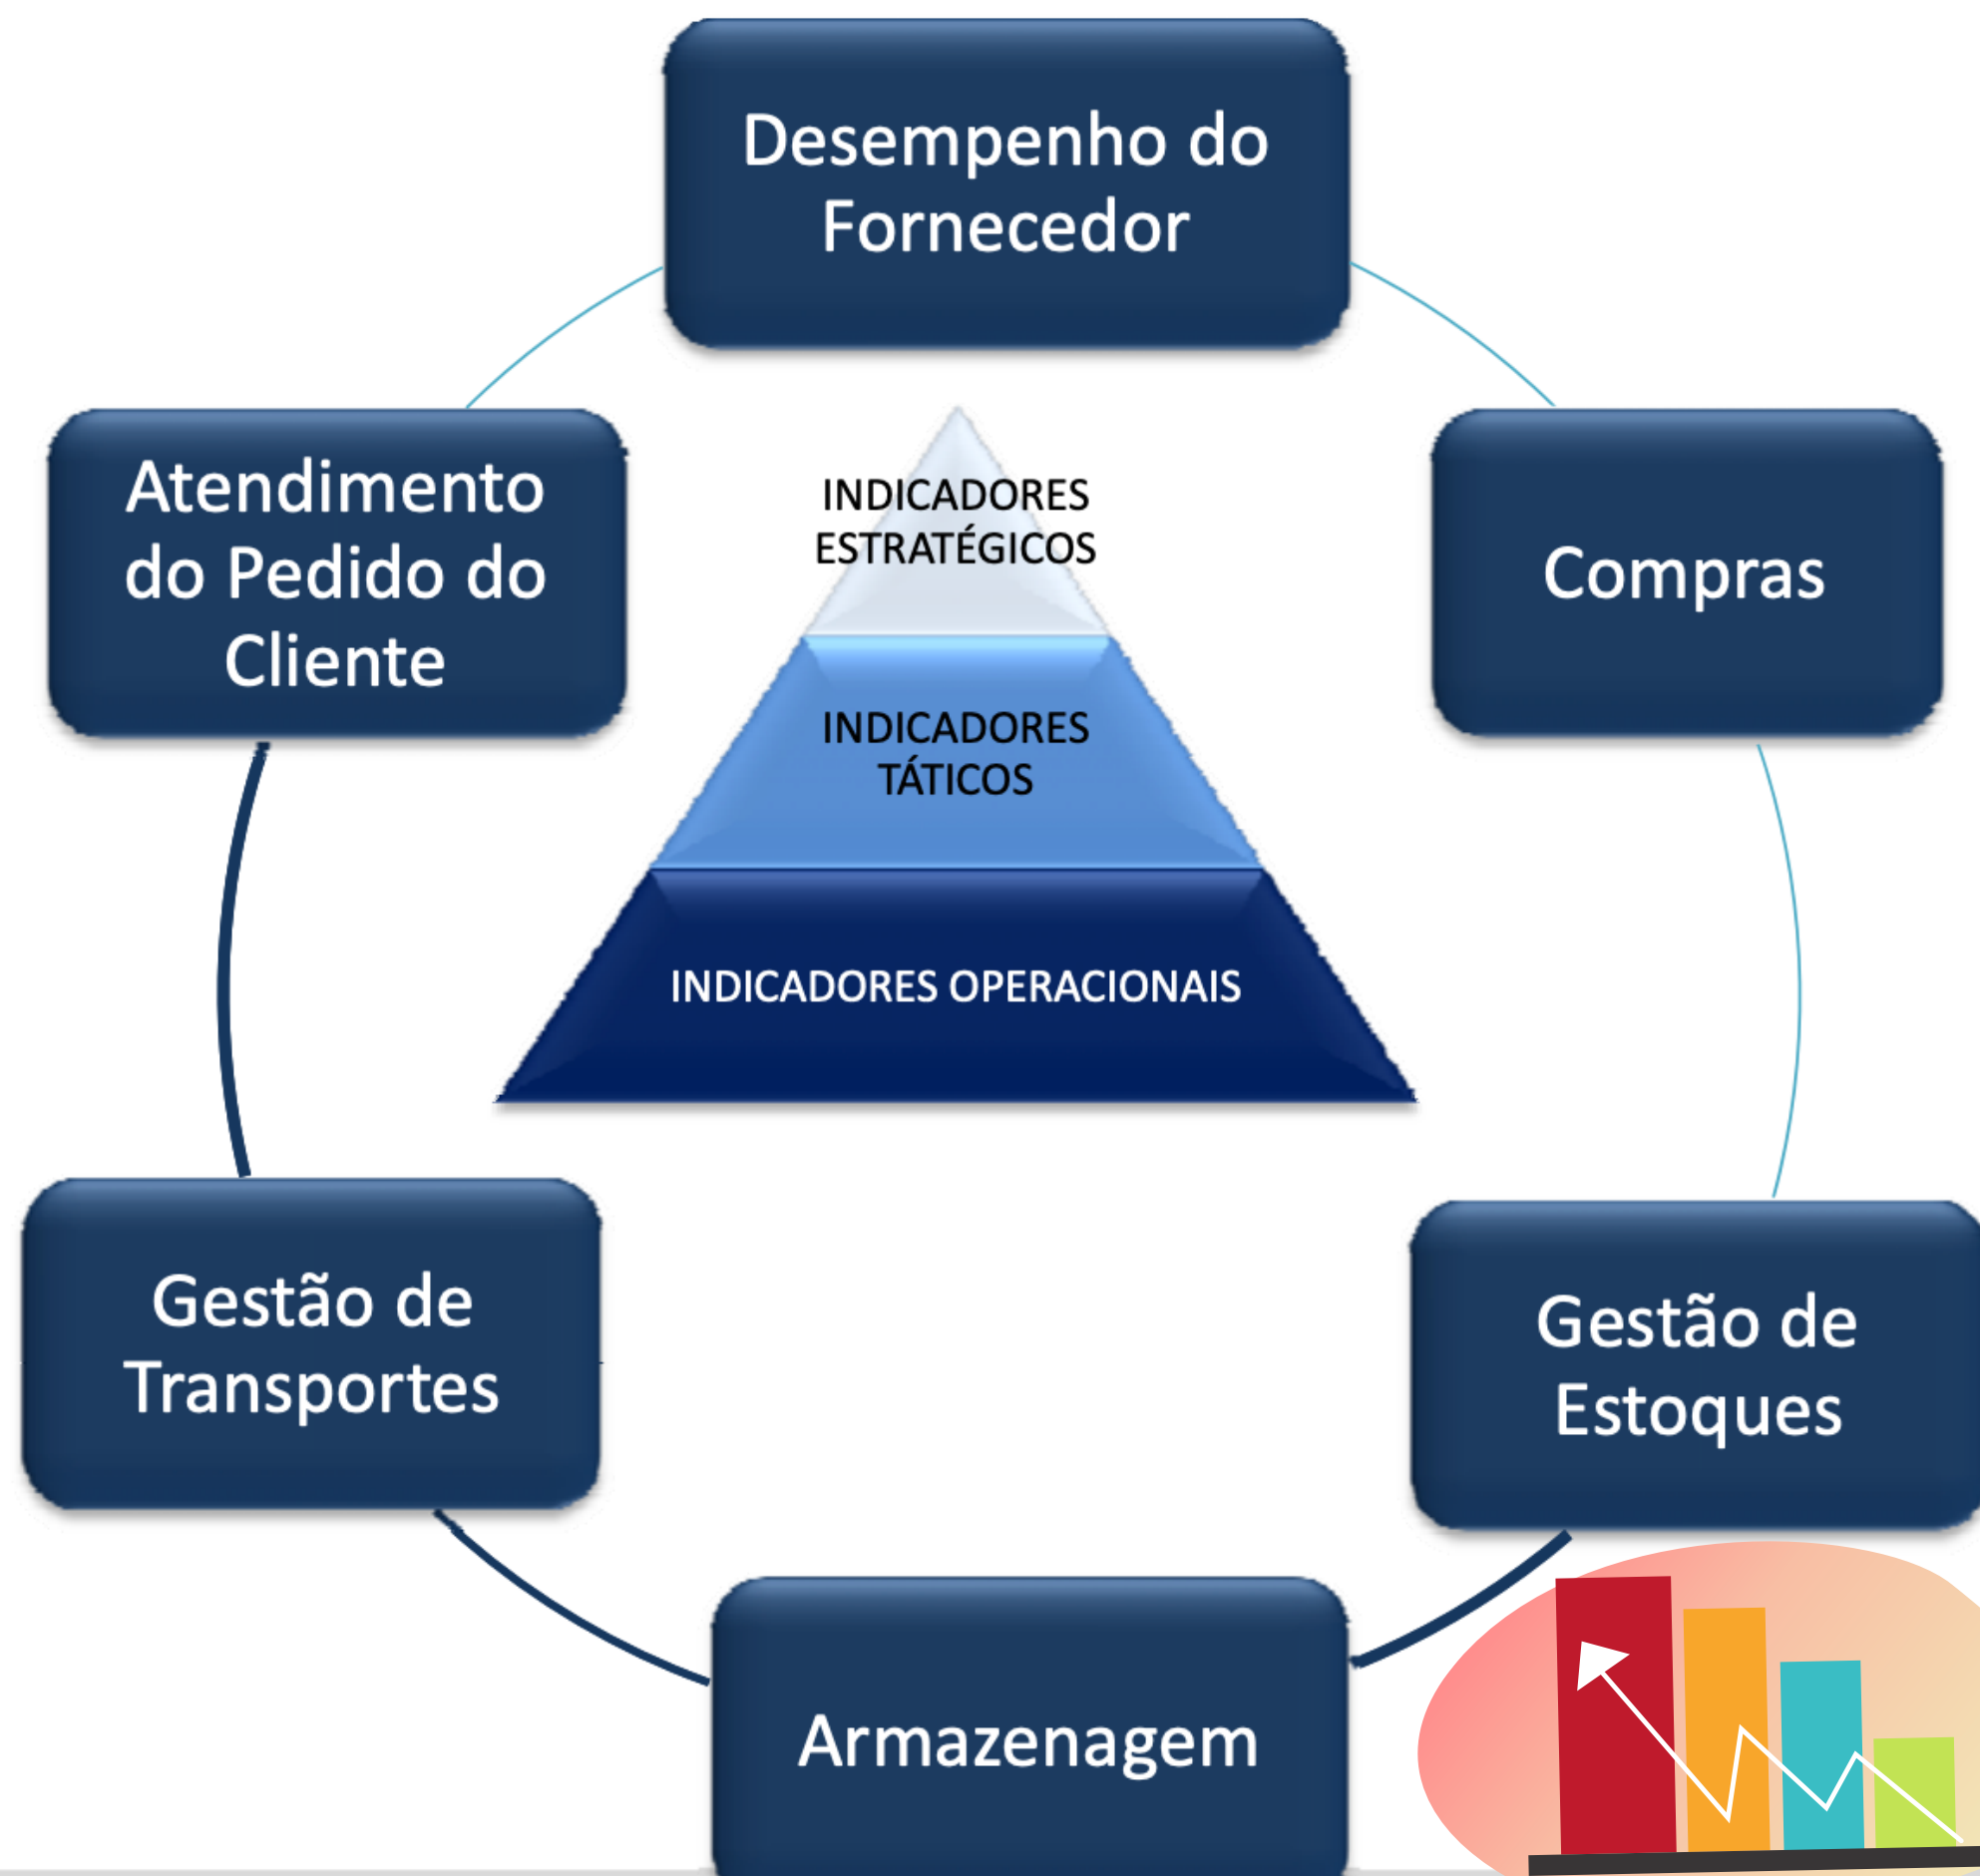 Desempenho do
Fornecedor
Atendimento
do Pedido do
Cliente
INDICADORES
ESTRATÉGICOS
Compras
INDICADORES
TÁTICOS
INDICADORES OPERACIONAIS
Gestão de
Transportes
Gestão de
Estoques
Armazenagem